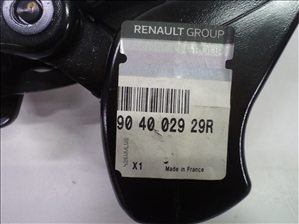 RENAULT GROUP
90 40 029 29R
X1 Made in France